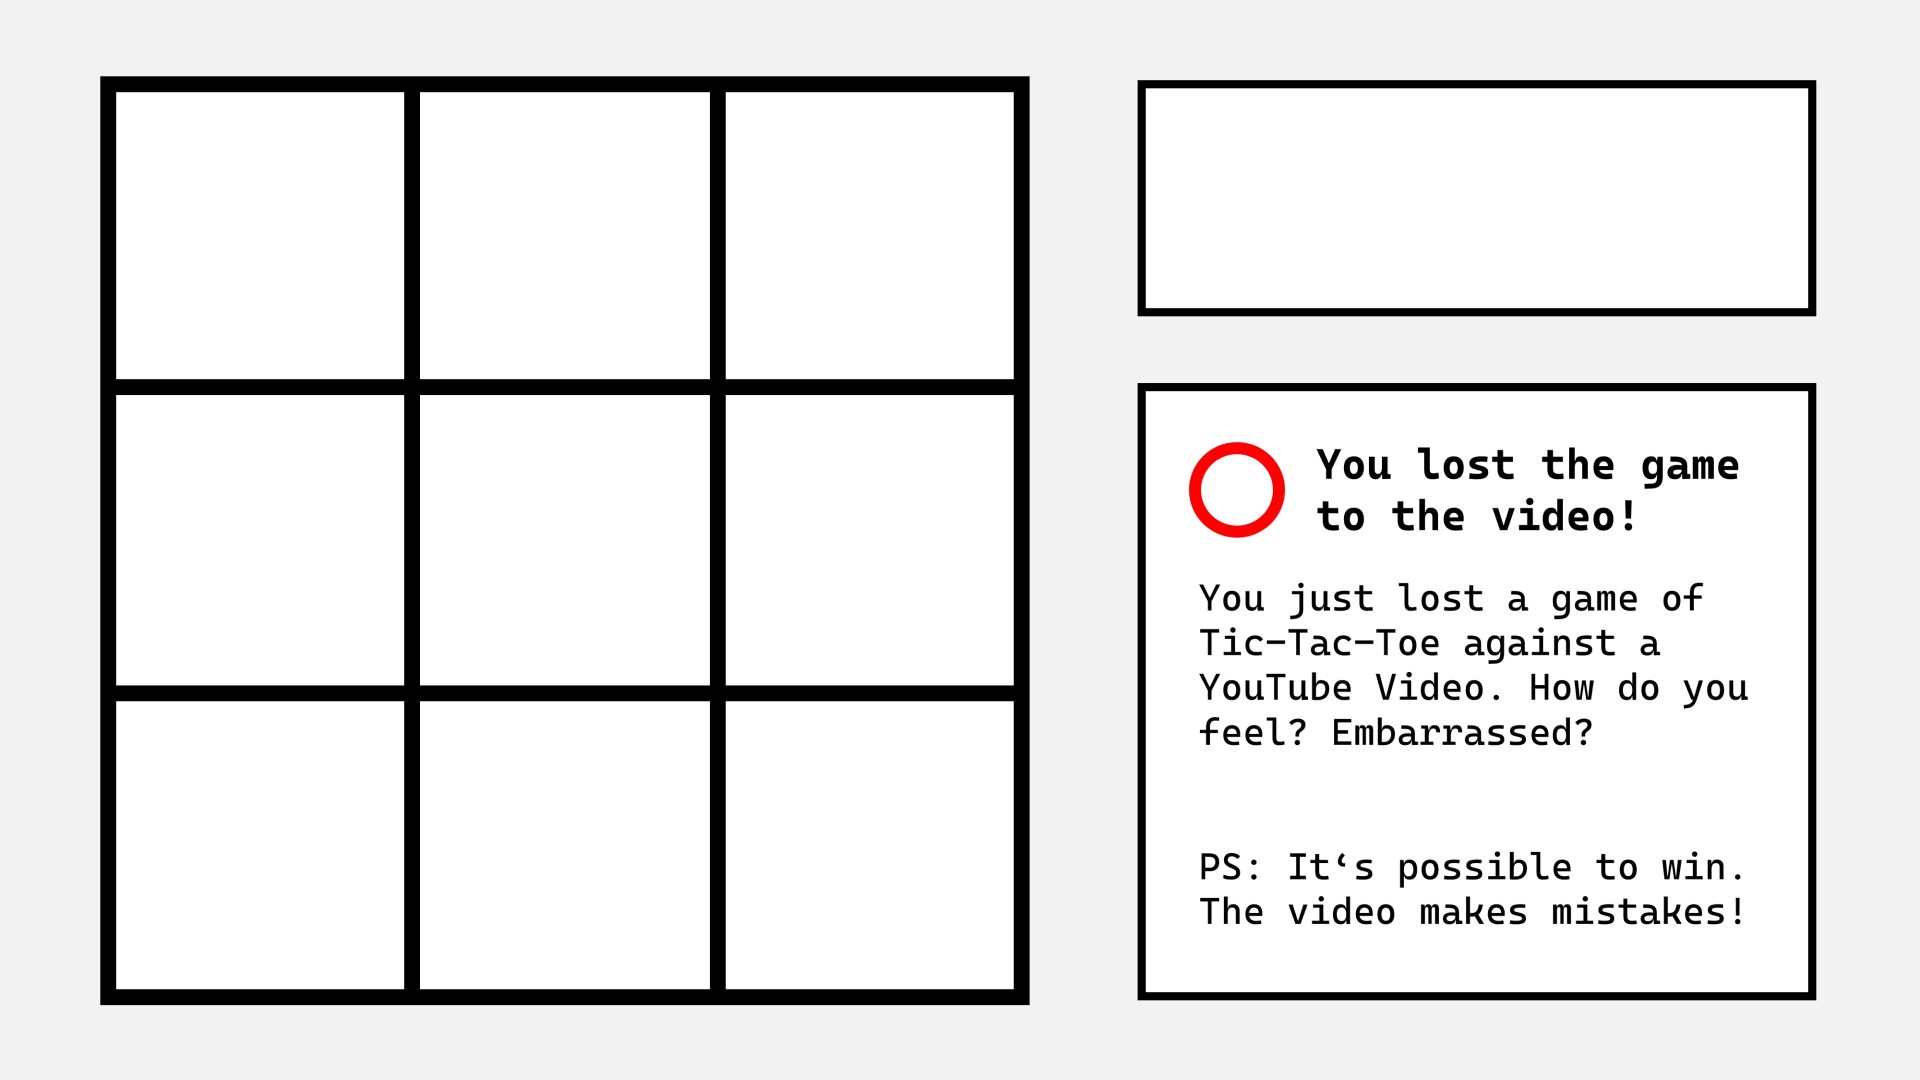 You lost the game
to the video!
You just lost a game of
Tic-Tac-Toe against a
YouTube Video. How do you
feel? Embarrassed?
PS: It‘s possible to win.
The video makes mistakes!